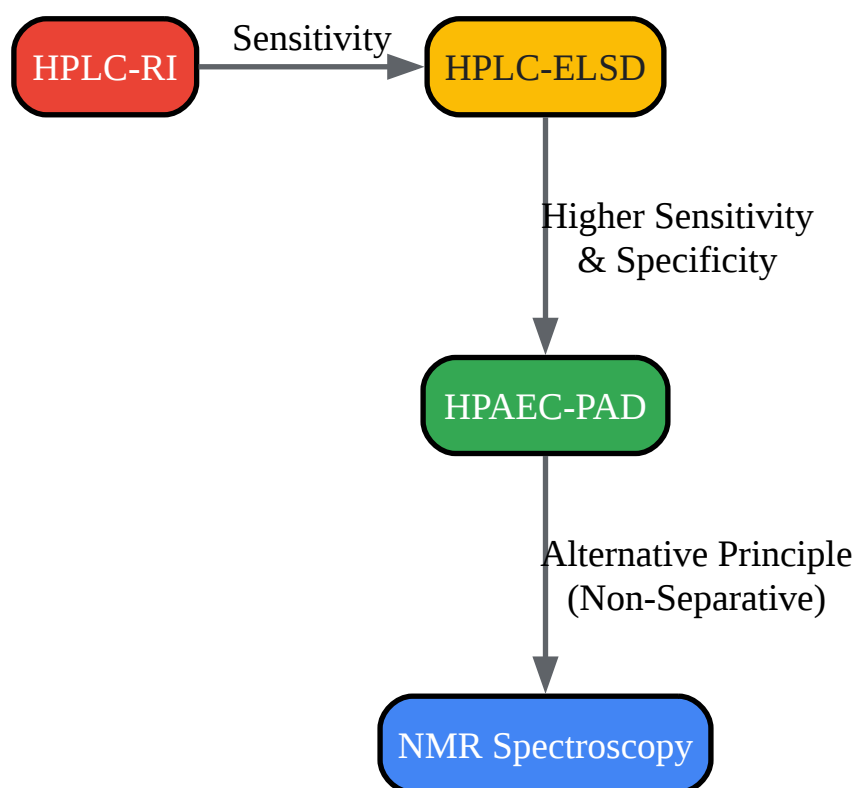 HPLC-RI
Sensitivity
HPLC-ELSD
Higher Sensitivity
& Specificity
HPAEC-PAD
Alternative Principle
(Non-Separative)
NMR Spectroscopy